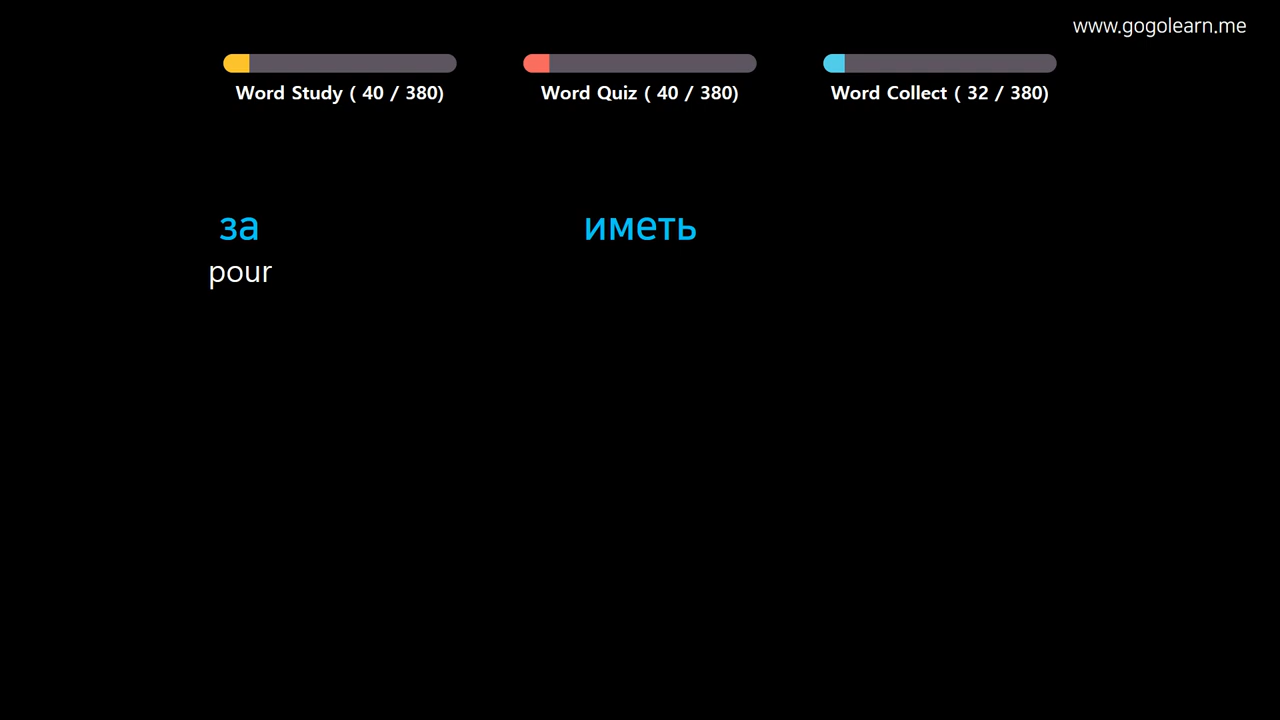 www.gogolearn.me
Word Study ( 40 / 380)
Word Quiz ( 40 / 380)
Word Collect ( 32 / 380)
за
pour
иметь